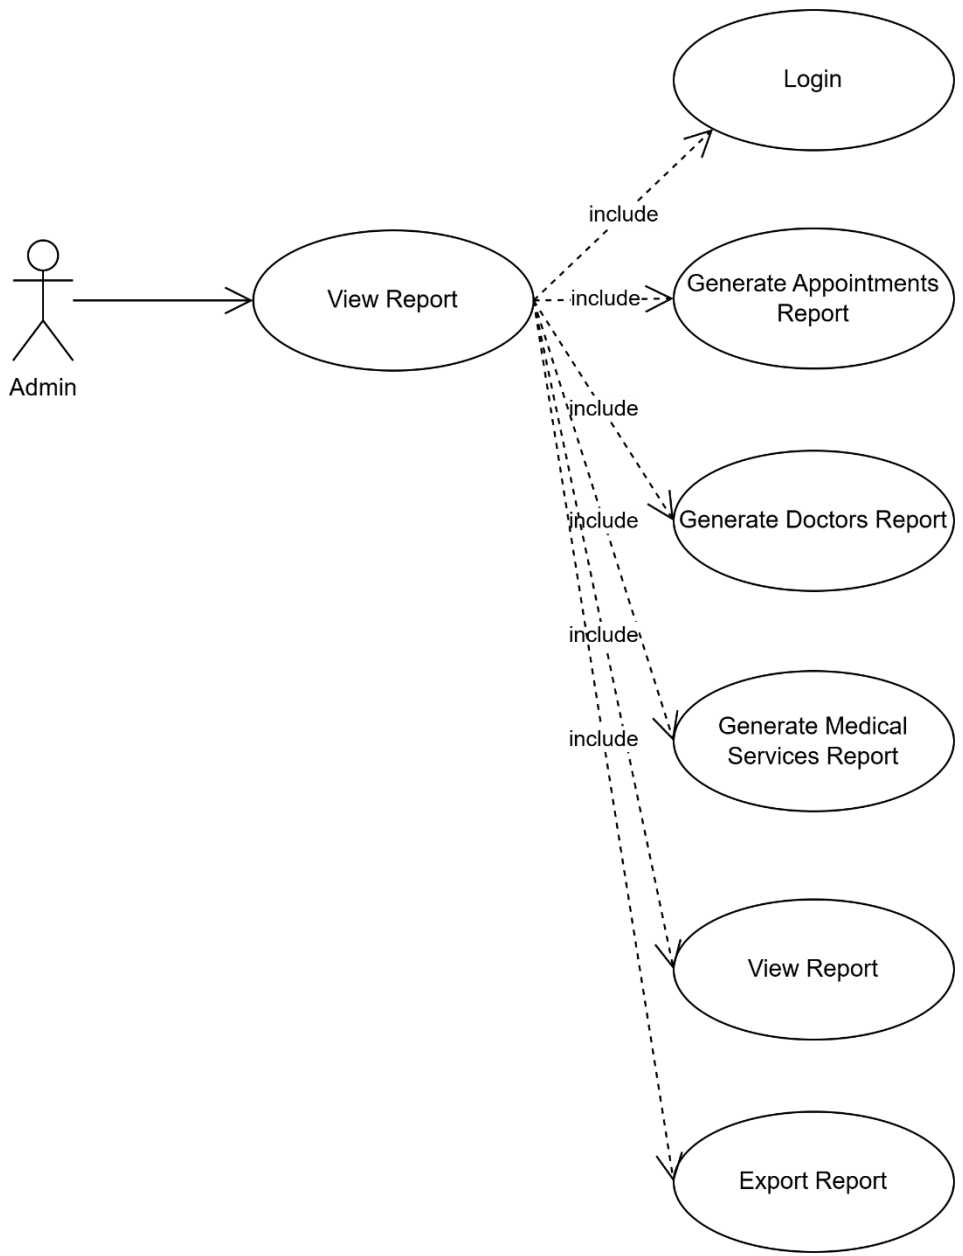 Login
include
Generate Appointments
Report
include
View Report
Admin
include
Generate Doctors Report
include
include
Generate Medical
Services Report
include
View Report
Export Report